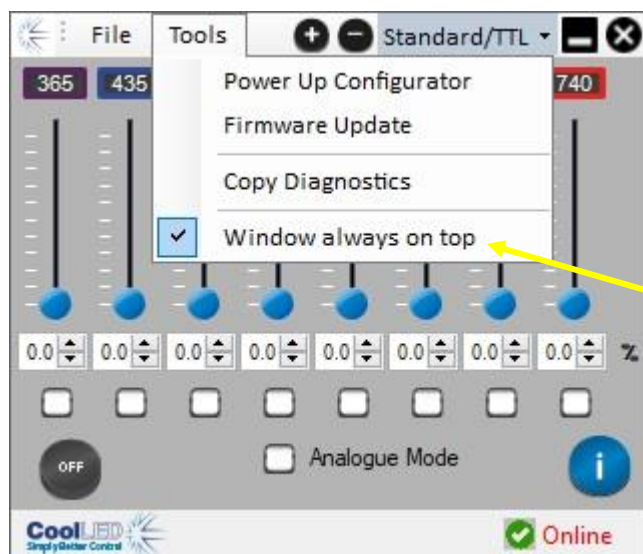 File Tools Standard/TTL
365 435 740
Power Up Configurator
Firmware Update
Copy Diagnostics
Window always on top
0.0 0.0 0.0 0.0 0.0 0.0 0.0 0.0 %
OFF Analogue Mode i
CoolLED
Simply Better Control
Online